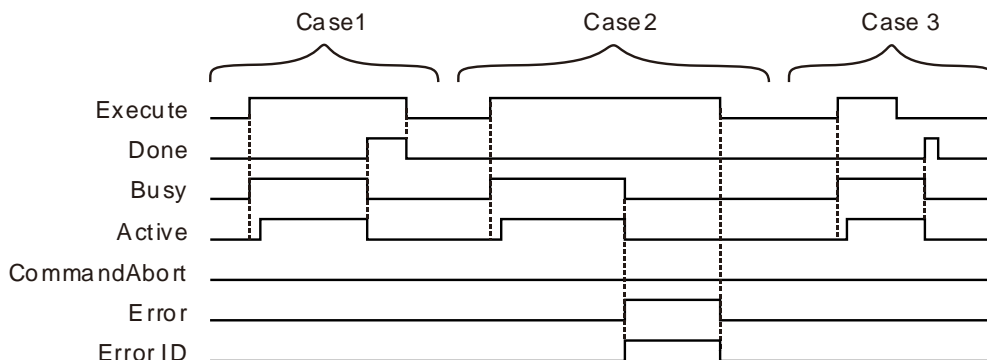 Case1 Case2 Case 3
Execute
Done
Busy
Active
CommandAbort
Error
Error ID